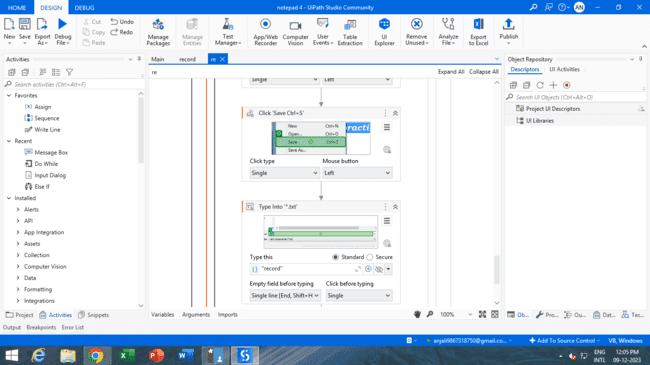 HOME DESIGN DEBUG notepad 4 - UiPath Studio Community AN
New Save Export As Debug File Cut Copy Paste Undo Redo Manage Packages Manage Entities Test Manager App/Web Recorder Computer Vision User Events Table Extraction UI Explorer Remove Unused Analyze File Export to Excel Publish
Activities
Main record re
Object Repository
Descriptors UI Activities
re
Expand All Collapse All
Search activities (Ctrl+Alt+F)
Search UI Objects (Ctrl+Alt+O)
Project UI Descriptors
UI Libraries
Favorites
Assign
Sequence
Write Line
Recent
Message Box
Do While
Input Dialog
Else If
Installed
Alerts
API
App Integration
Assets
Collection
Computer Vision
Data
Formatting
Integrations
Single Left
Click 'Save Ctrl+S'
New Ctrl+N
Open... Ctrl+O
Save Ctrl+S
Save As...
practi
Click type Mouse button
Single Left
Type Into '*.txt'
Type this Standard Secure
"record"
Empty field before typing Click before typing
Single line [End, Shift+H Single
Project Activities Snippets
Variables Arguments Imports
100%
Ob... Pro... Ou... Dat... Tes...
Output Breakpoints Error List
anjali9867318750@gmail.co... Add To Source Control VB, Windows
ENG
INTL
12:05 PM
09-12-2023